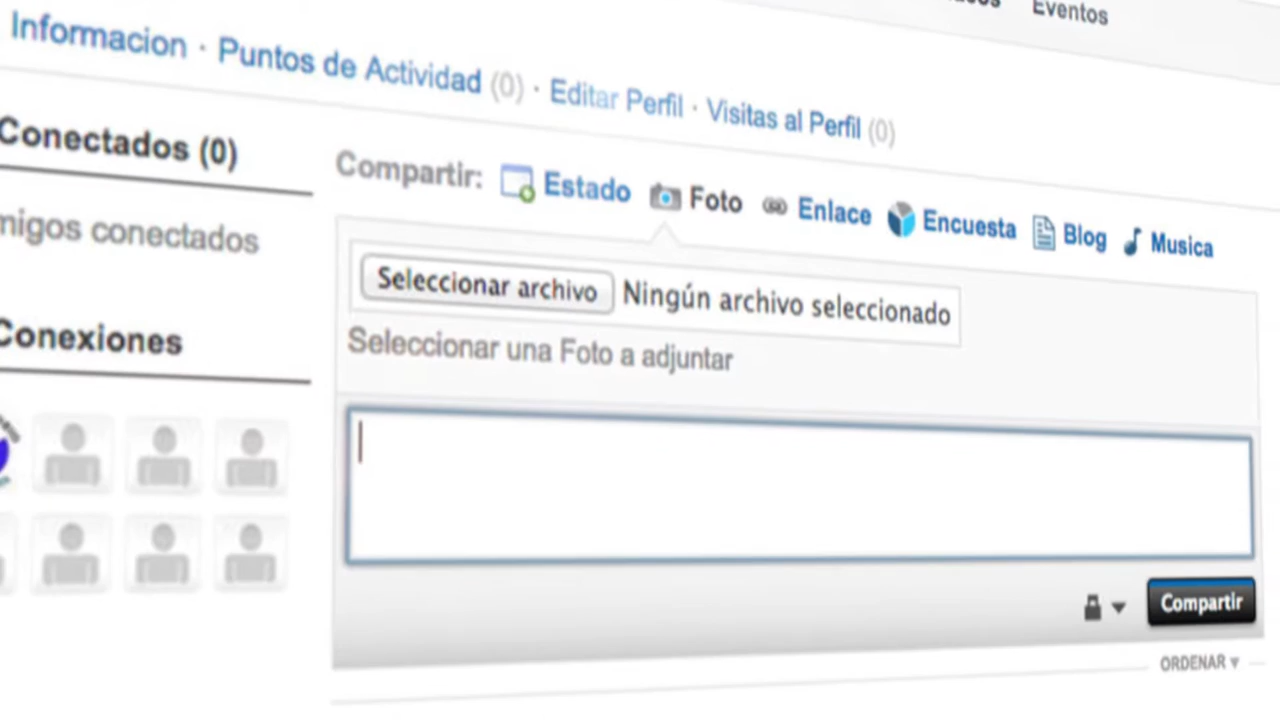 Eventos
Informacion · Puntos de Actividad (0) · Editar Perfil · Visitas al Perfil (0)
Conectados (0)
migos conectados
Conexiones
Compartir: Estado Foto Enlace Encuesta Blog Musica
Seleccionar archivo Ningún archivo seleccionado
Seleccionar una Foto a adjuntar
Compartir
ORDENAR